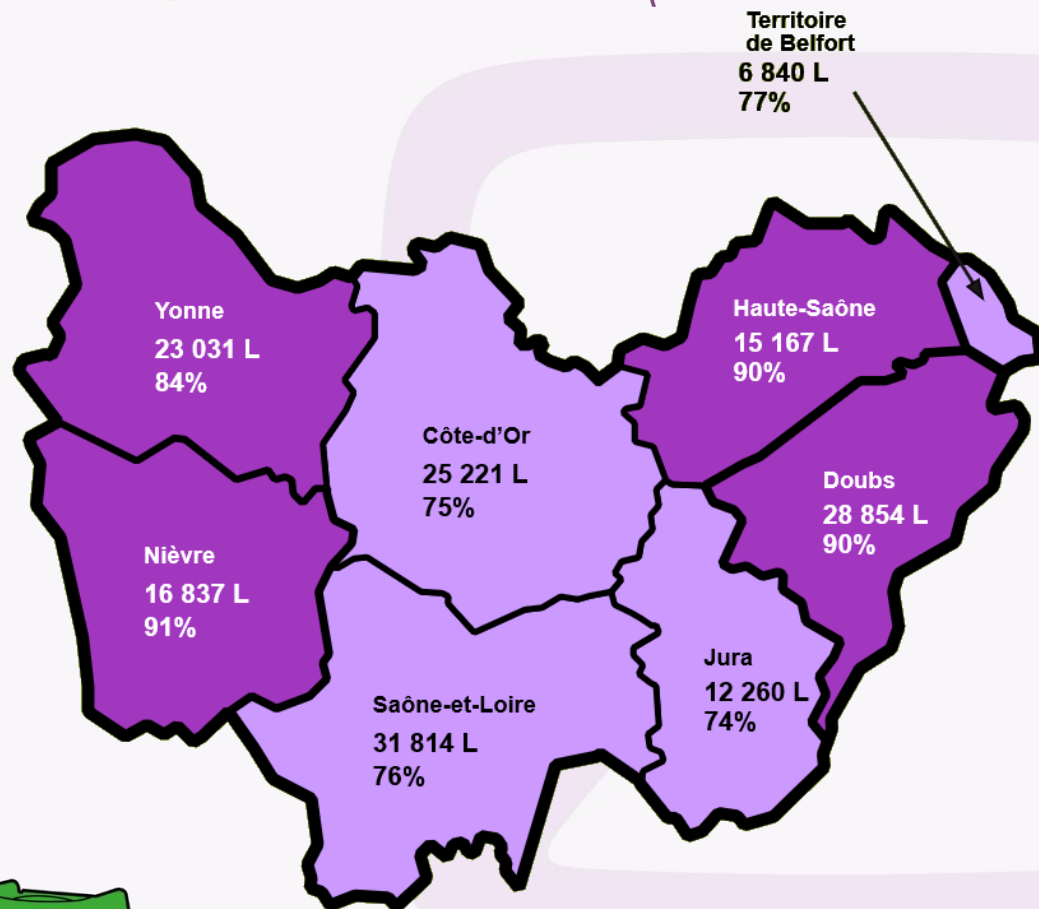 Territoire
de Belfort
6 840 L
77%
Yonne
23 031 L
84%
Haute-Saône
15 167 L
90%
Côte-d'Or
25 221 L
75%
Doubs
28 854 L
90%
Nièvre
16 837 L
91%
Jura
12 260 L
74%
Saône-et-Loire
31 814 L
76%